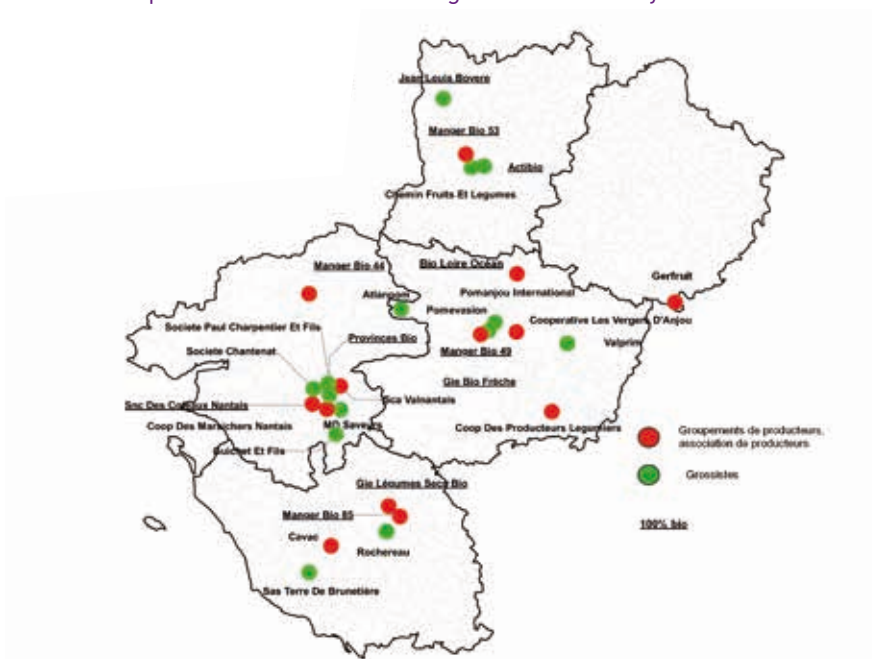 Jean Louis Bovere
Manger Bio 53
Actibio
Chemin Fruits Et Legumes
Manger Bio 44
Bio Loire Océan
Gerfruit
Pomanjou International
Atlanpom
Pomevasion
Cooperative Les Vergers D'Anjou
Societe Paul Charpentier Et Fils
Provinces Bio
Valprim
Societe Chantenat
Manger Bio 49
Gie Bio Frêche
Snc Des Coteaux Nantais
Sca Valnantais
Coop Des Maraichers Nantais
MD Saveurs
Coop Des Producteurs Legumiers
Guichet Et Fils
Groupements de producteurs,
association de producteurs
Grossistes
Gie Légumes Secs Bio
Manger Bio 85
100% bio
Cavac
Rochereau
Sas Terre De Brunetière